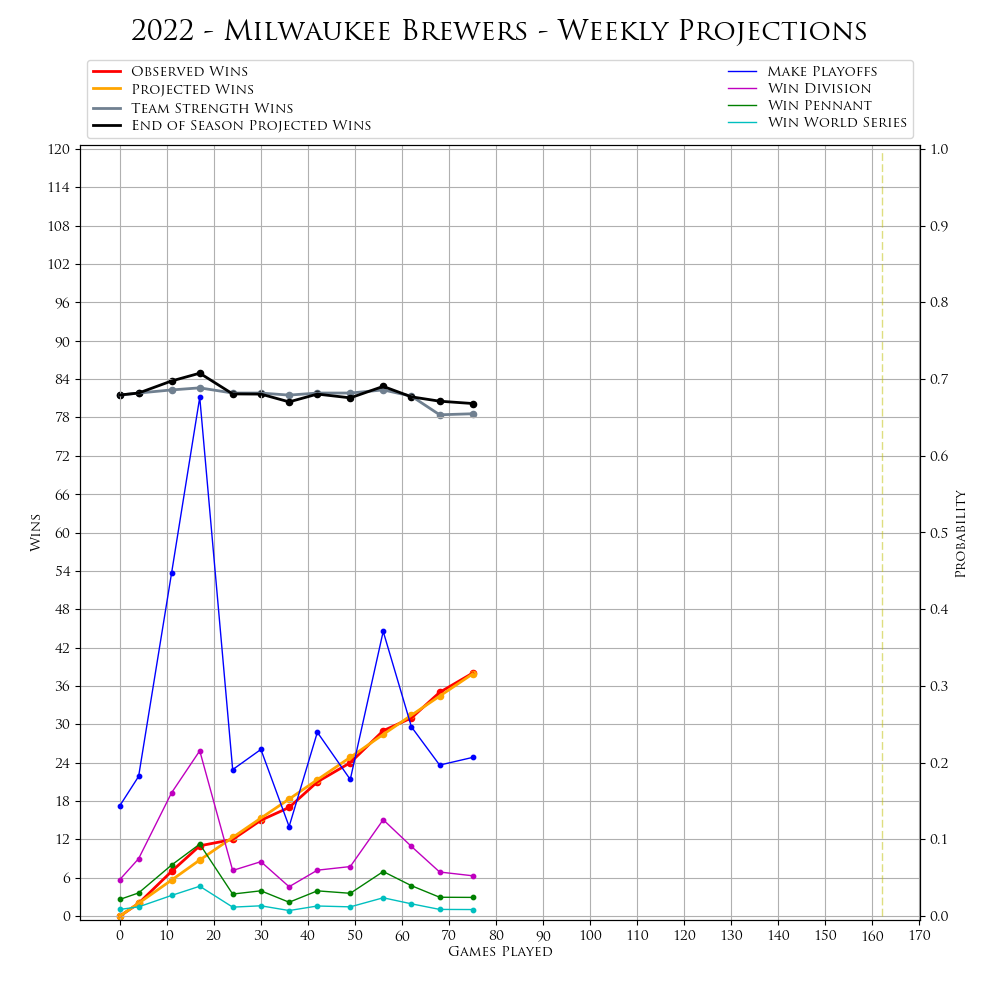 2022 - Milwaukee Brewers - Weekly Projections
Observed Wins
Projected Wins
Team Strength Wins
End of Season Projected Wins
Make Playoffs
Win Division
Win Pennant
Win World Series
120
114
108
102
96
90
84
78
72
66
60
54
48
42
36
30
24
18
12
6
0
Wins
1.0
0.9
0.8
0.7
0.6
0.5
0.4
0.3
0.2
0.1
0.0
Probability
0 10 20 30 40 50 60 70 80 90 100 110 120 130 140 150 160 170
Games Played